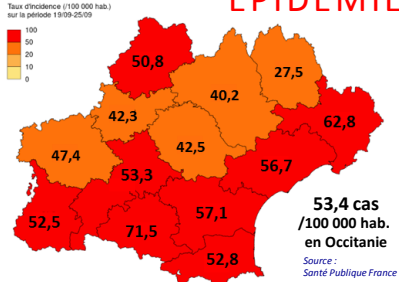 Taux d'incidence (/100 000 hab.)
sur la période 19/09-25/09
EPIDEMIE
100
50
20
10
0
50,8
27,5
40,2
42,3
62,8
42,5
47,4
56,7
53,3
53,4 cas
/100 000 hab.
en Occitanie
57,1
52,5
71,5
52,8
Source :
Santé Publique France